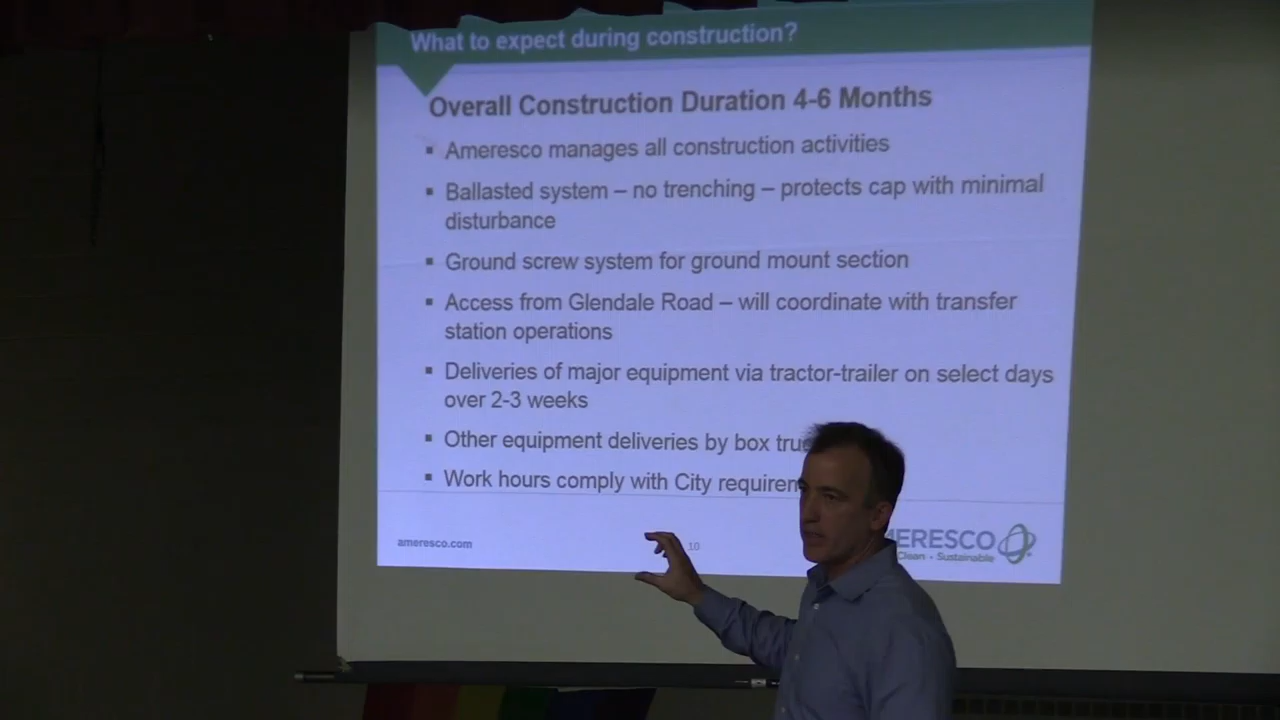 What to expect during construction?
Overall Construction Duration 4-6 Months
▪ Ameresco manages all construction activities
▪ Ballasted system – no trenching – protects cap with minimal
disturbance
▪ Ground screw system for ground mount section
▪ Access from Glendale Road – will coordinate with transfer
station operations
▪ Deliveries of major equipment via tractor-trailer on select days
over 2-3 weeks
▪ Other equipment deliveries by box tru
▪ Work hours comply with City requirem
ameresco.com
10
MERESCO
Clean • Sustainable